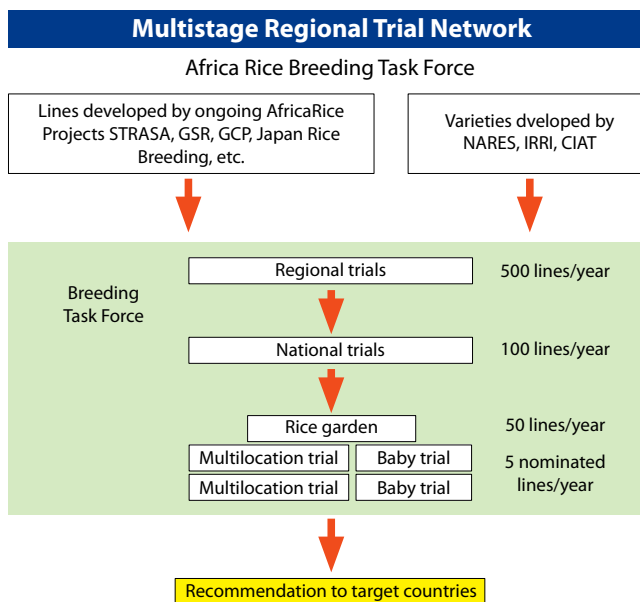 Multistage Regional Trial Network
Africa Rice Breeding Task Force
Lines developed by ongoing AfricaRice
Projects STRASA, GSR, GCP, Japan Rice
Breeding, etc.
Varieties dveloped by
NARES, IRRI, CIAT
Breeding
Task Force
Regional trials
500 lines/year
National trials
100 lines/year
Rice garden
50 lines/year
Multilocation trial
Baby trial
Multilocation trial
Baby trial
5 nominated
lines/year
Recommendation to target countries